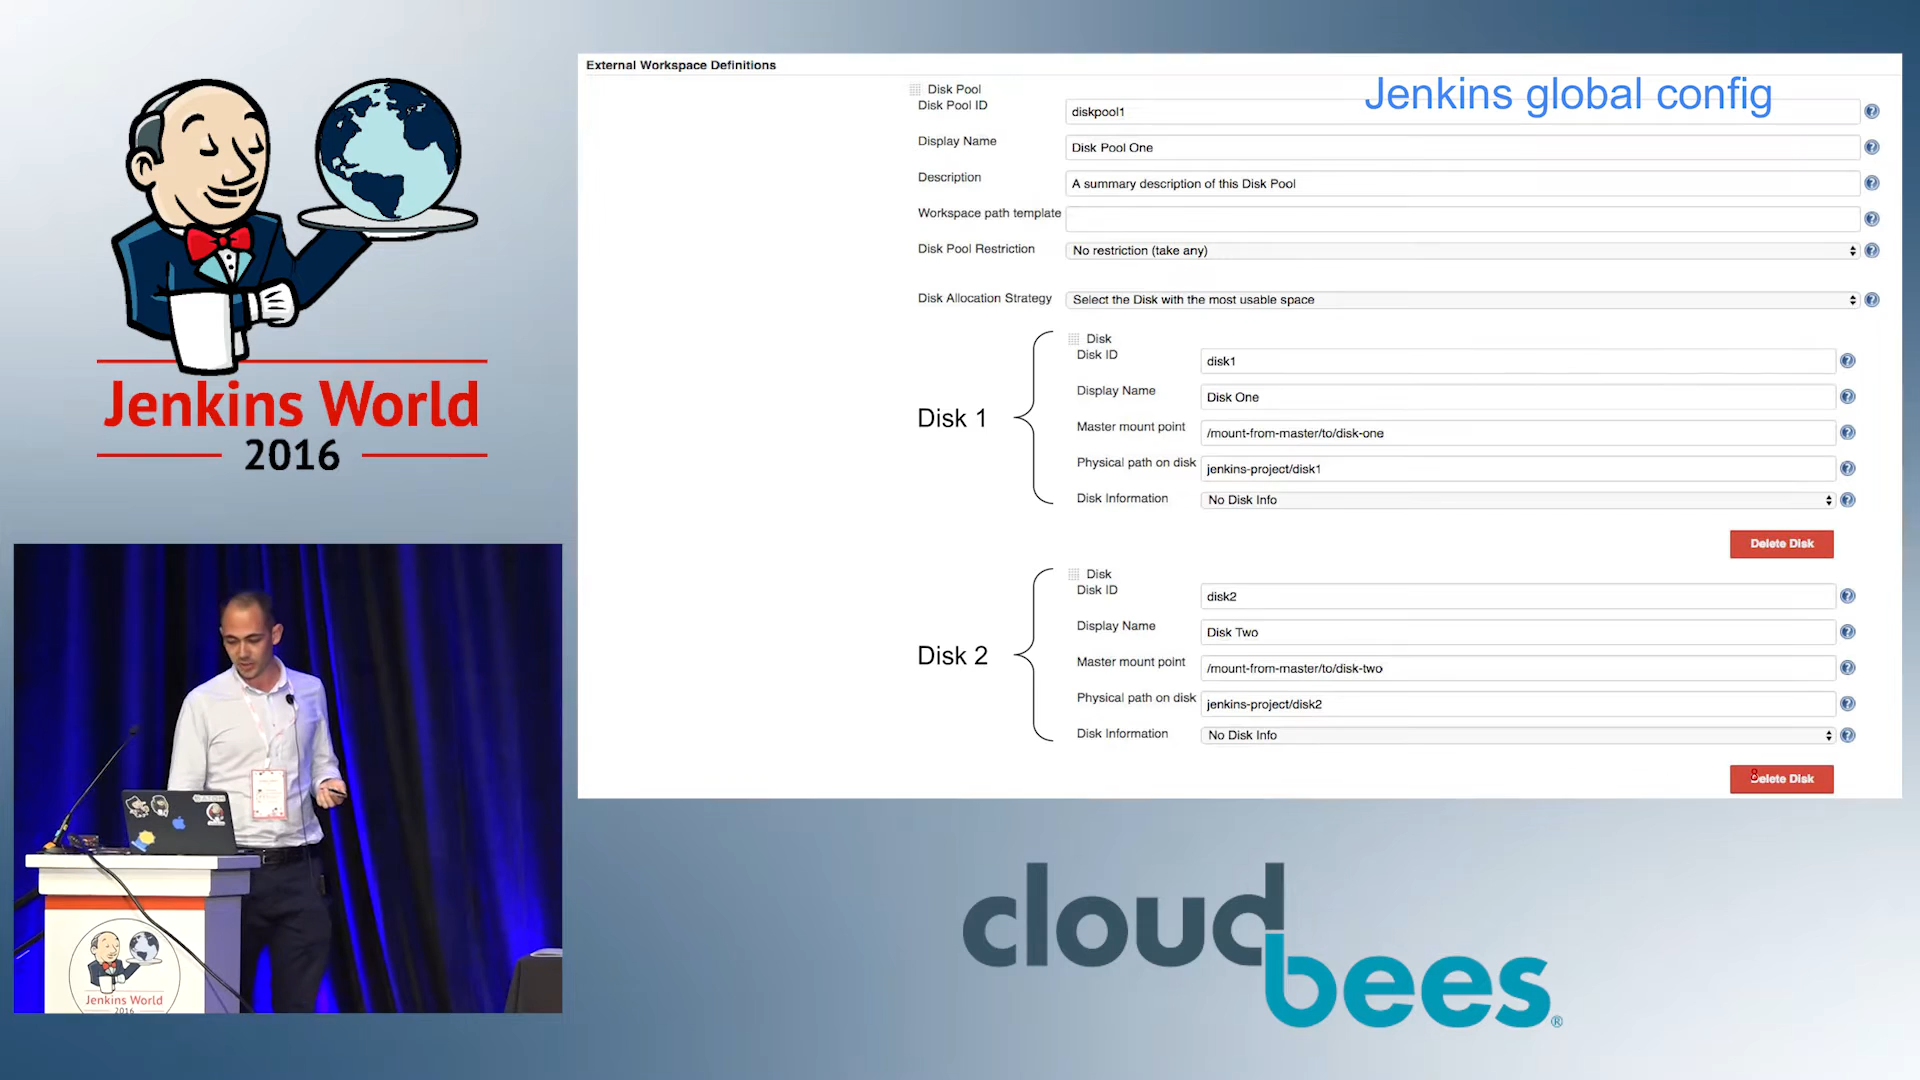 Jenkins World
2016
External Workspace Definitions
Jenkins global config
Disk Pool
Disk Pool ID
diskpool1
Display Name
Disk Pool One
Description
A summary description of this Disk Pool
Workspace path template
Disk Pool Restriction
No restriction (take any)
Disk Allocation Strategy
Select the Disk with the most usable space
Disk 1
Disk
Disk ID
disk1
Display Name
Disk One
Master mount point
/mount-from-master/to/disk-one
Physical path on disk
jenkins-project/disk1
Disk Information
No Disk Info
Delete Disk
Disk 2
Disk
Disk ID
disk2
Display Name
Disk Two
Master mount point
/mount-from-master/to/disk-two
Physical path on disk
jenkins-project/disk2
Disk Information
No Disk Info
Delete Disk
8
Jenkins World
2016
cloud
bees®